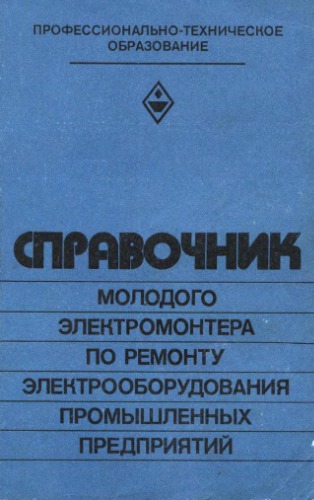 ПРОФЕССИОНАЛЬНО-ТЕХНИЧЕСКОЕ
ОБРАЗОВАНИЕ
СПРАВОЧНИК
МОЛОДОГО
ЭЛЕКТРОМОНТЕРА
ПО РЕМОНТУ
ЭЛЕКТРООБОРУДОВАНИЯ
ПРОМЫШЛЕННЫХ
ПРЕДПРИЯТИЙ